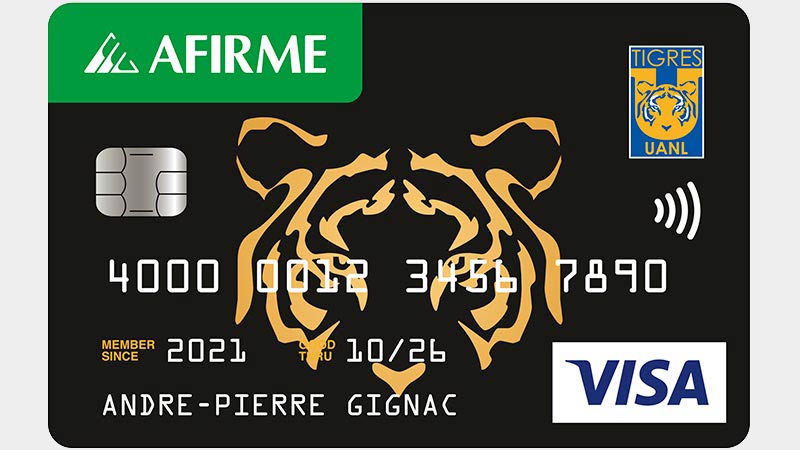 AFIRME
TIGRES
UANL
4000 0012 3456 7890
MEMBER SINCE 2021 GOOD THRU 10/26
ANDRE-PIERRE GIGNAC
VISA